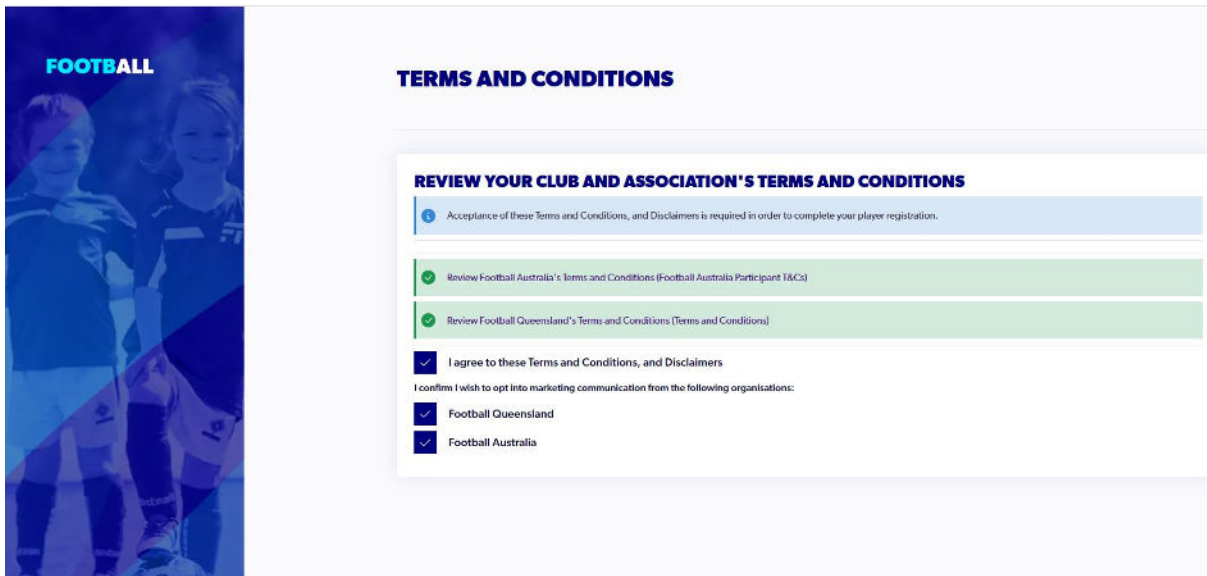 FOOTBALL
TERMS AND CONDITIONS
REVIEW YOUR CLUB AND ASSOCIATION'S TERMS AND CONDITIONS
Acceptance of these Terms and Conditions, and Disclaimers is required in order to complete your player registration.
Review Football Australia's Terms and Conditions (Football Australia Participant T&Cs)
Review Football Queensland's Terms and Conditions (Terms and Conditions)
I agree to these Terms and Conditions, and Disclaimers
I confirm I wish to opt into marketing communication from the following organisations:
Football Queensland
Football Australia